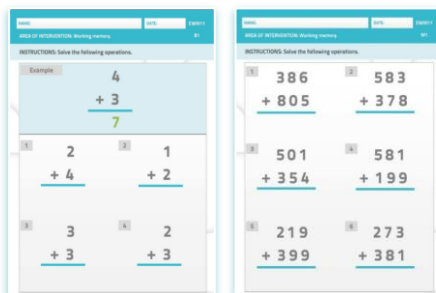 NAME: DATE:
AREA OF INTERVENTION: Working memory.
INSTRUCTIONS: Solve the following operations.
Example
4
+ 3
7
1 2
2 1
+ 4 + 2
3 4
3 2
+ 3 + 3
NAME: DATE:
AREA OF INTERVENTION: Working memory.
INSTRUCTIONS: Solve the following operations.
1 2
386 583
+ 805 + 378
3 4
501 581
+ 354 + 199
5 6
219 273
+ 399 + 381